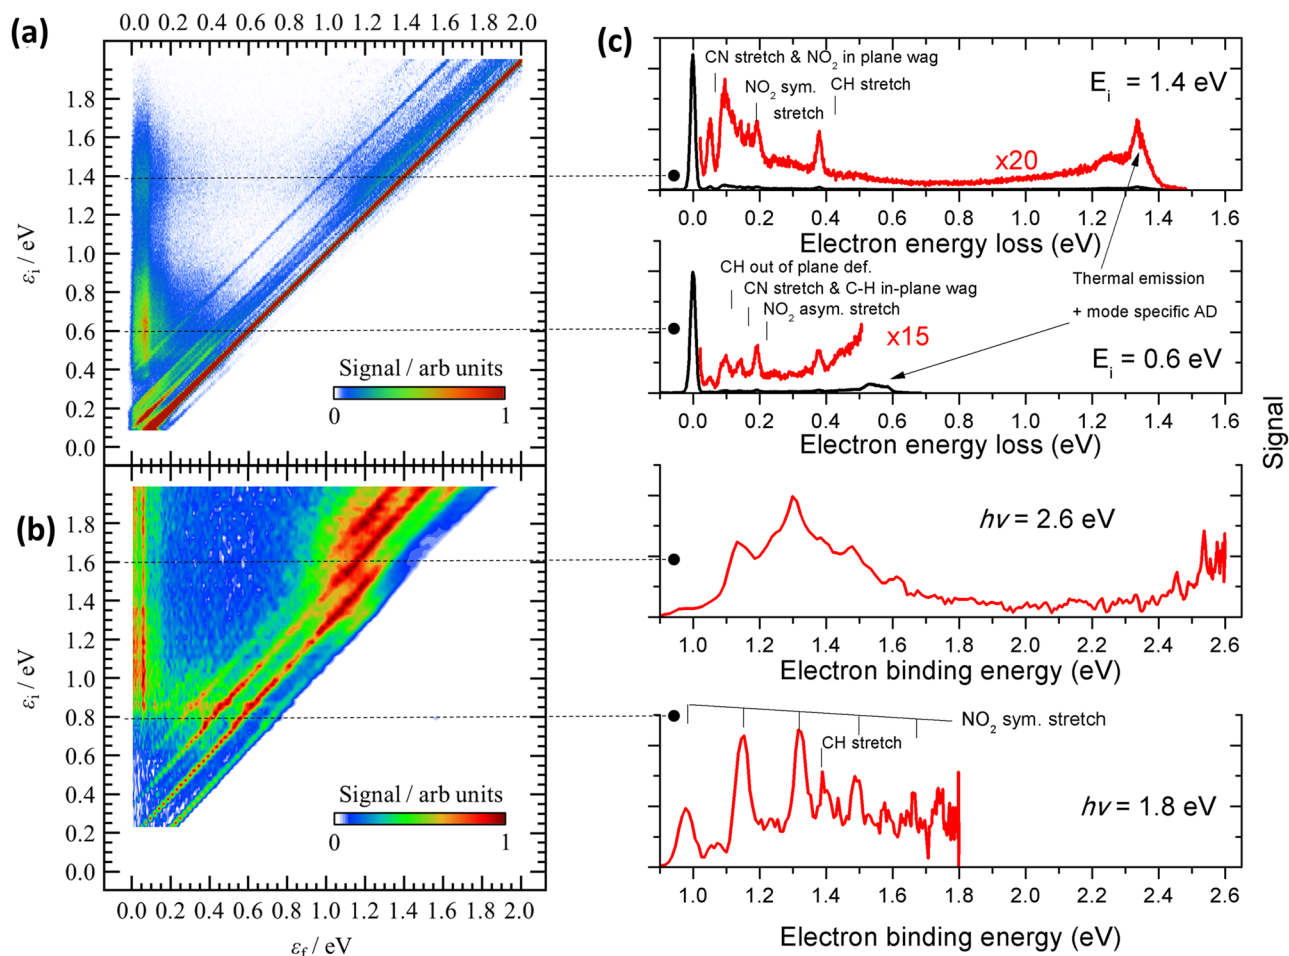 (a)
0.0 0.2 0.4 0.6 0.8 1.0 1.2 1.4 1.6 1.8 2.0
1.8
1.6
1.4
1.2
1.0
0.8
0.6
0.4
0.2
0.0
εi / eV
Signal / arb units
0 1
(b)
1.8
1.6
1.4
1.2
1.0
0.8
0.6
0.4
0.2
0.0
εi / eV
Signal / arb units
0 1
0.0 0.2 0.4 0.6 0.8 1.0 1.2 1.4 1.6 1.8 2.0
εf / eV
(c)
CN stretch & NO2 in plane wag
NO2 sym.
stretch
CH stretch
Ei = 1.4 eV
x20
0.0 0.2 0.4 0.6 0.8 1.0 1.2 1.4 1.6
Electron energy loss (eV)
CH out of plane def.
CN stretch & C-H in-plane wag
NO2 asym. stretch
Thermal emission
+ mode specific AD
x15
Ei = 0.6 eV
0.0 0.2 0.4 0.6 0.8 1.0 1.2 1.4 1.6
Electron energy loss (eV)
Signal
hν = 2.6 eV
1.0 1.2 1.4 1.6 1.8 2.0 2.2 2.4 2.6
Electron binding energy (eV)
NO2 sym. stretch
CH stretch
hν = 1.8 eV
1.0 1.2 1.4 1.6 1.8 2.0 2.2 2.4 2.6
Electron binding energy (eV)